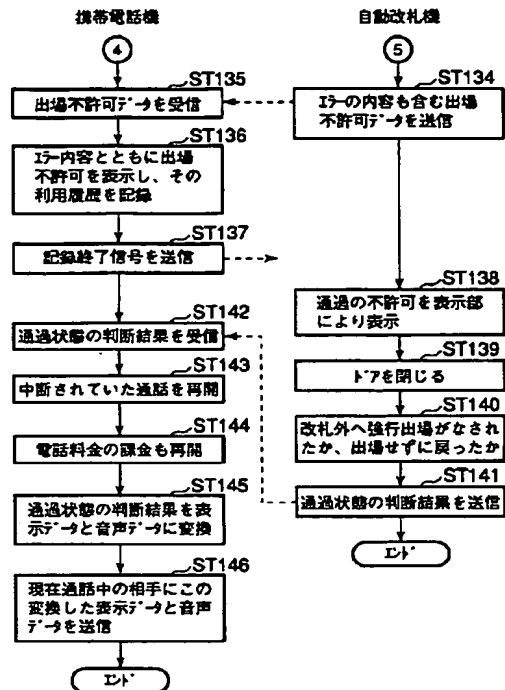 携帯電話機
自動改札機
4
5
ST135
出場不許可データを受信
ST134
エラーの内容も含む出場
不許可データを送信
ST136
エラー内容とともに出場
不許可を表示し、その
利用履歴を記録
ST137
記録終了信号を送信
ST138
通過の不許可を表示部
により表示
ST142
通過状態の判断結果を受信
ST139
ドアを閉じる
ST143
中断されていた通話を再開
ST140
改札外へ強行出場がなされ
たか、出場せずに戻ったか
ST144
電話料金の課金も再開
ST141
通過状態の判断結果を送信
エンド
ST145
通過状態の判断結果を表
示データと音声データに変換
ST146
現在通話中の相手にこの
変換した表示データと音声
データを送信
エンド